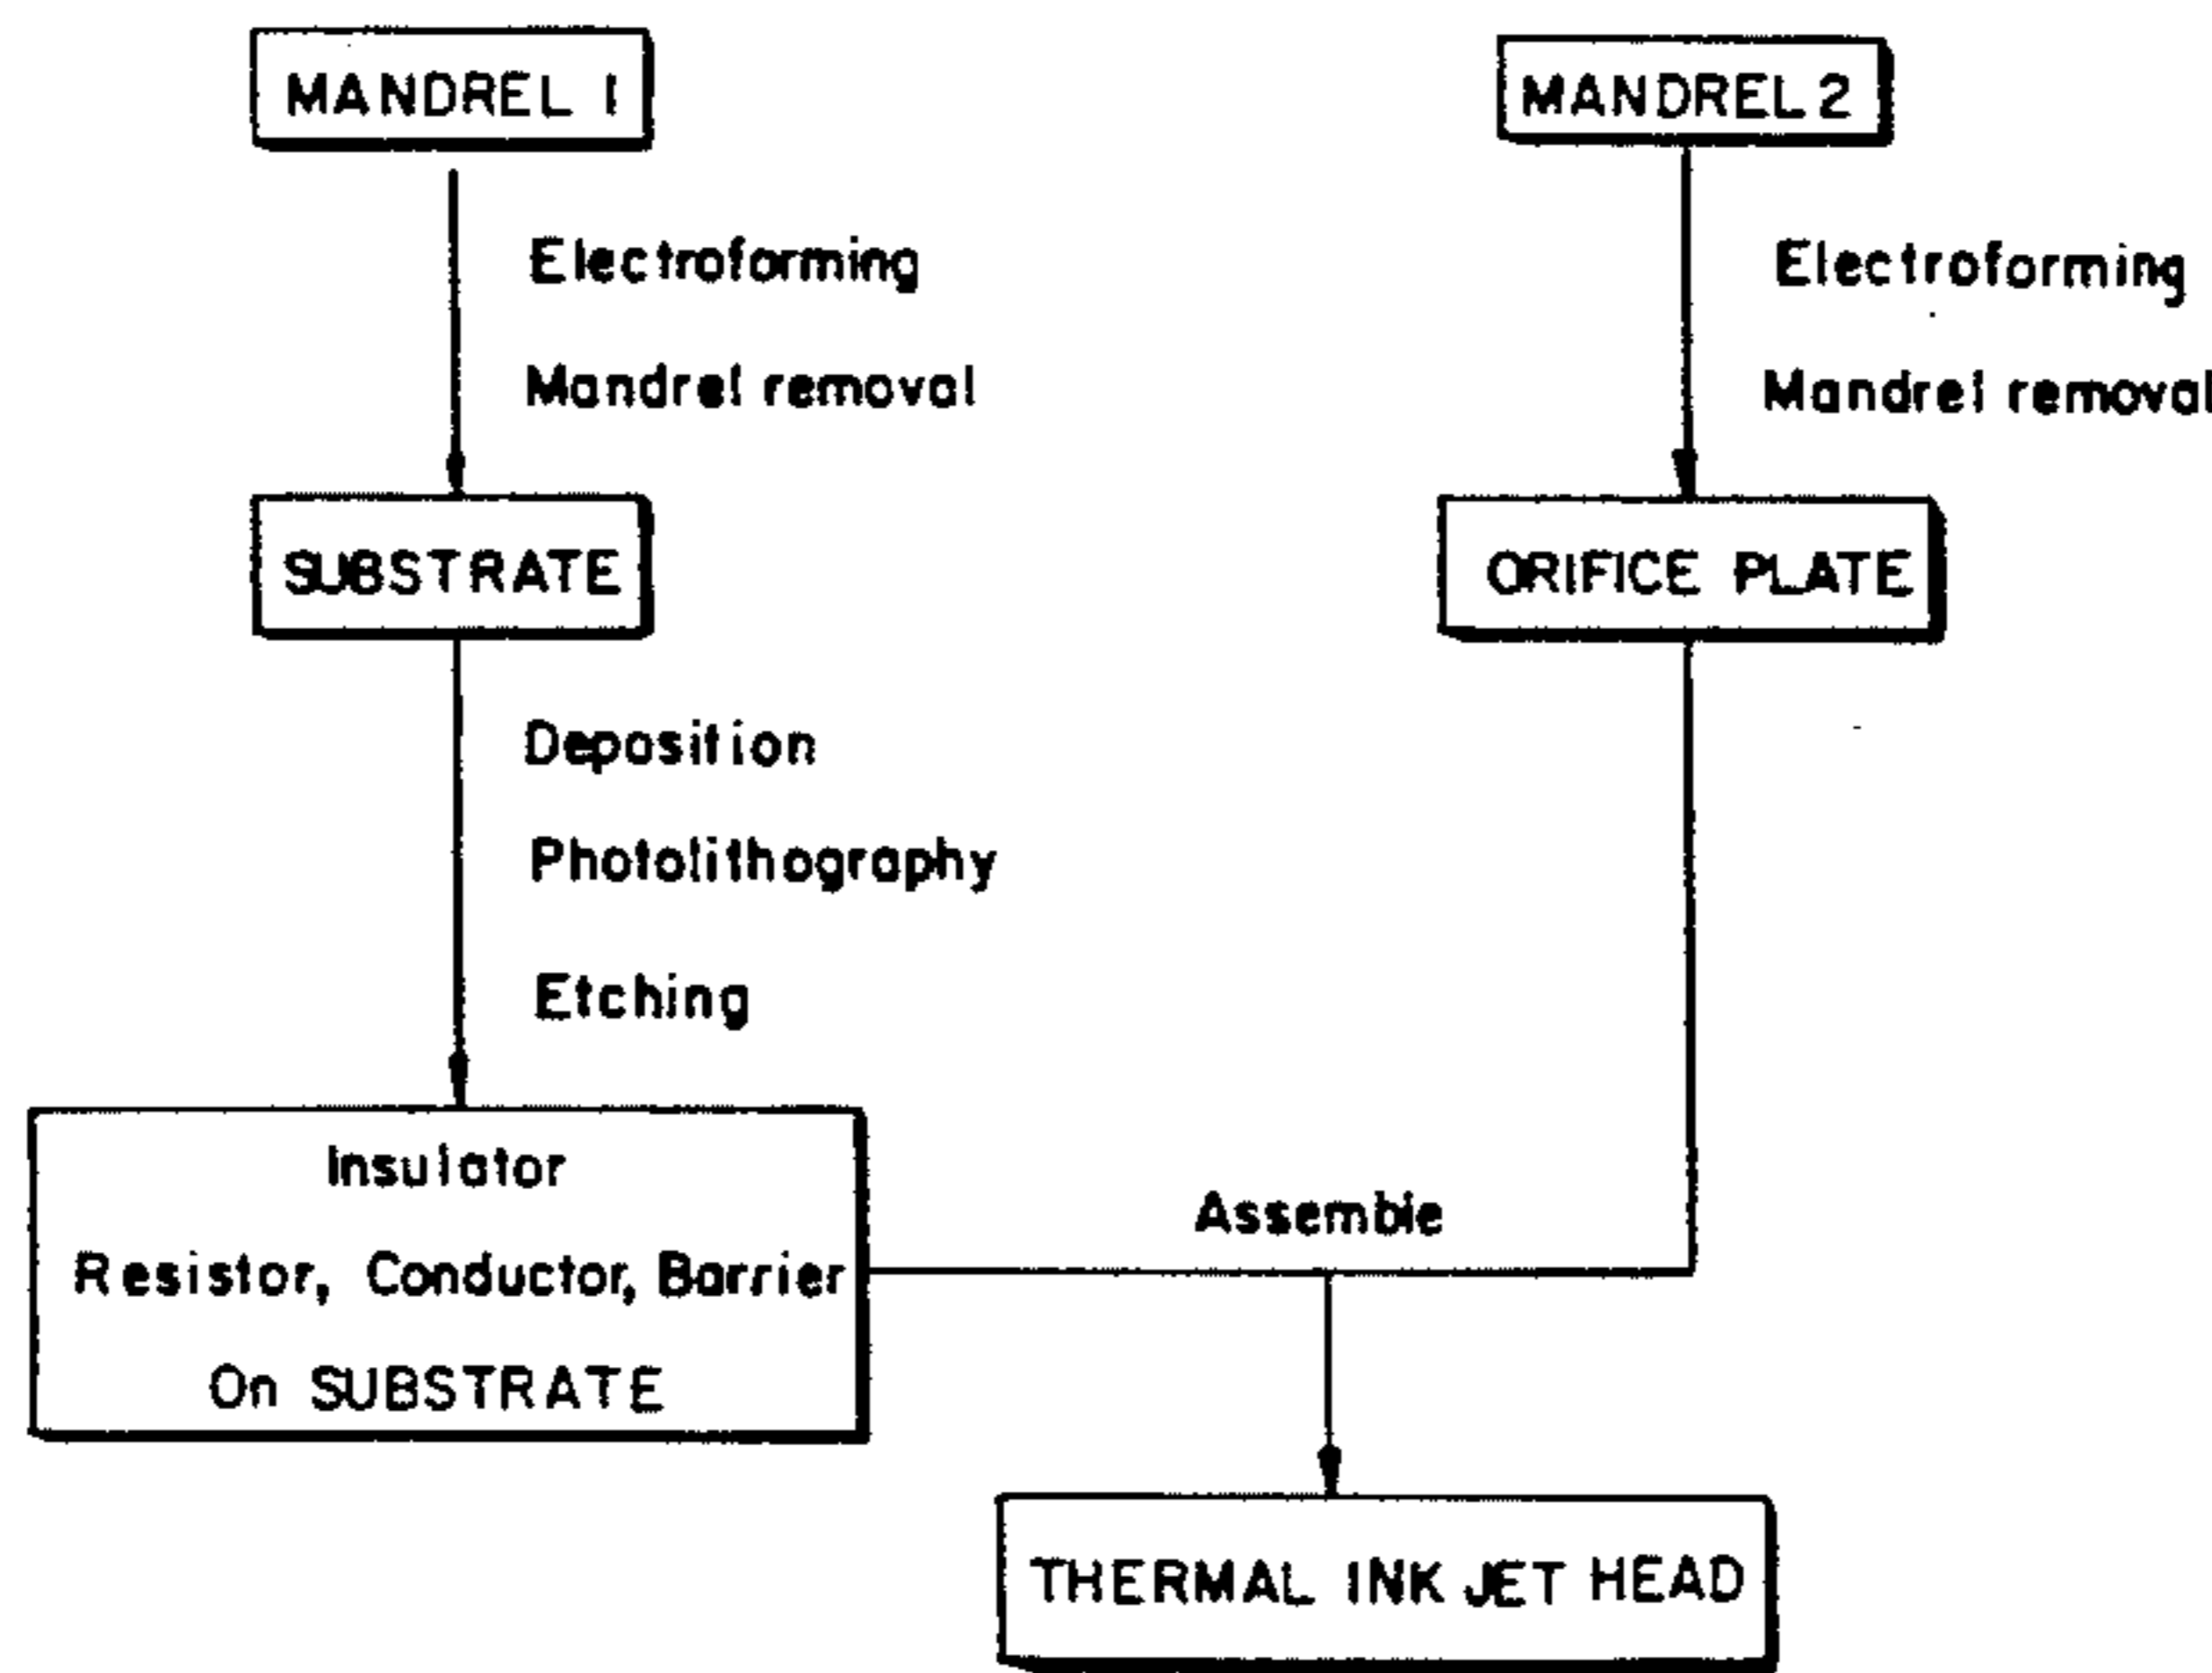 MANDREL 1
MANDREL 2
Electroforming
Electroforming
Mandrel removal
Mandrel removal
SUBSTRATE
ORIFICE PLATE
Deposition
Photolithography
Etching
Insulator
Resistor, Conductor, Barrier
On SUBSTRATE
Assemble
THERMAL INK JET HEAD